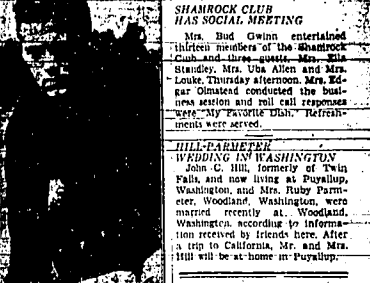 SHAMROCK CLUB
HAS SOCIAL MEETING
Mrs. Bud Gwinn entertained
thirteen members of the Shamrock
Club and three guests, Mrs. Ella
Standley, Mrs. Uba Allen and Mrs.
Louke, Thursday afternoon. Mrs. Ed-
gar Olmstead conducted the busi-
ness session and roll call responses
were "My Favorite Dish." Refresh-
ments were served.
HILL-PARMETER
WEDDING IN WASHINGTON
John C. Hill, formerly of Twin
Falls, and now living at Puyallup,
Washington, and Mrs. Ruby Parm-
eter, Woodland, Washington, were
married recently at Woodland,
Washington, according to informa-
tion received by friends here. After
a trip to California, Mr. and Mrs.
Hill will be at home in Puyallup.